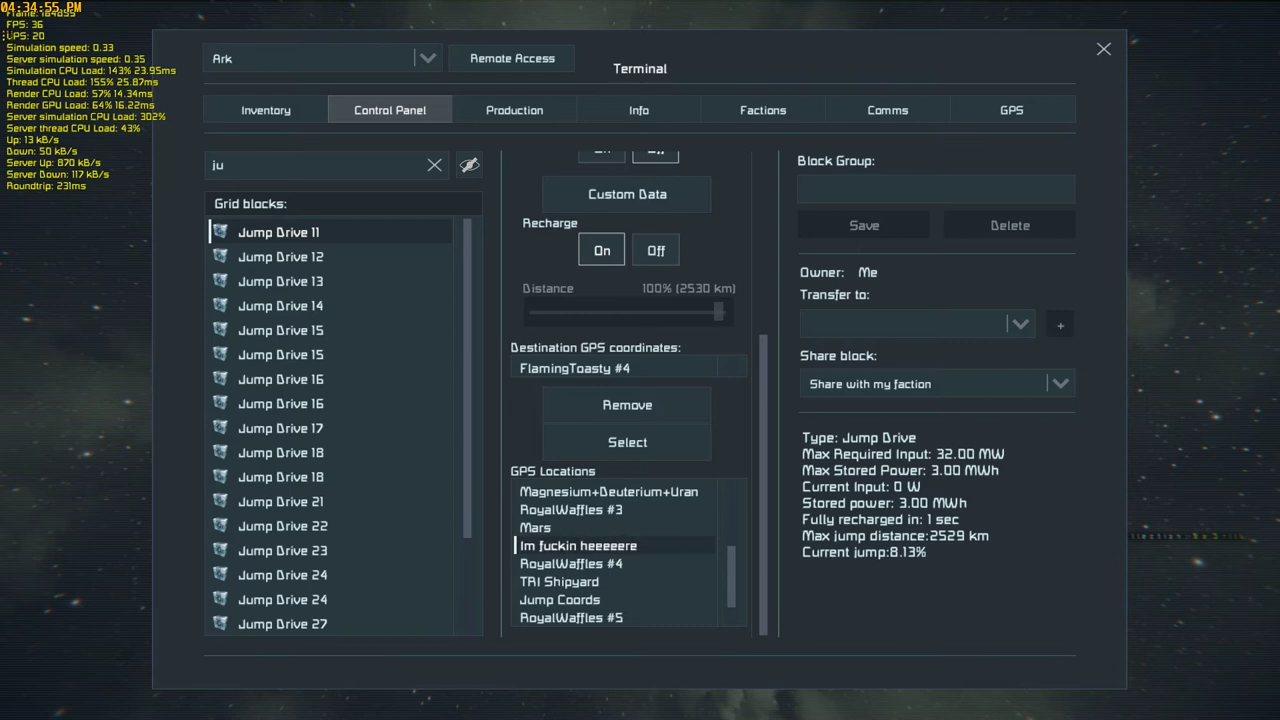 04:34:55 PM
FPS: 36
UPS: 20
Simulation speed: 0.33
Server simulation speed: 0.35
Simulation CPU Load: 143% 23.95ms
Thread CPU Load: 155% 25.87ms
Render CPU Load: 57% 14.34ms
Render GPU Load: 64% 16.22ms
Server simulation CPU Load: 302%
Server thread CPU Load: 43%
Up: 13 kB/s
Down: 50 kB/s
Server Up: 870 kB/s
Server Down: 117 kB/s
Roundtrip: 231ms
Ark
Remote Access
Terminal
Inventory
Control Panel
Production
Info
Factions
Comms
GPS
ju
Grid blocks:
Jump Drive 11
Jump Drive 12
Jump Drive 13
Jump Drive 14
Jump Drive 15
Jump Drive 15
Jump Drive 16
Jump Drive 16
Jump Drive 17
Jump Drive 18
Jump Drive 18
Jump Drive 21
Jump Drive 22
Jump Drive 23
Jump Drive 24
Jump Drive 24
Jump Drive 27
Custom Data
Recharge
On
Off
Distance 100% (2530 km)
Destination GPS coordinates:
FlamingToasty #4
Remove
Select
GPS Locations
Magnesium+Deuterium+Uran
RoyalWaffles #3
Mars
Im fuckin heeeeere
RoyalWaffles #4
TRI Shipyard
Jump Coords
RoyalWaffles #5
Block Group:
Save
Delete
Owner: Me
Transfer to:
+
Share block:
Share with my faction
Type: Jump Drive
Max Required Input: 32.00 MW
Max Stored Power: 3.00 MWh
Current Input: 0 W
Stored power: 3.00 MWh
Fully recharged in: 1 sec
Max jump distance:2529 km
Current jump:8.13%